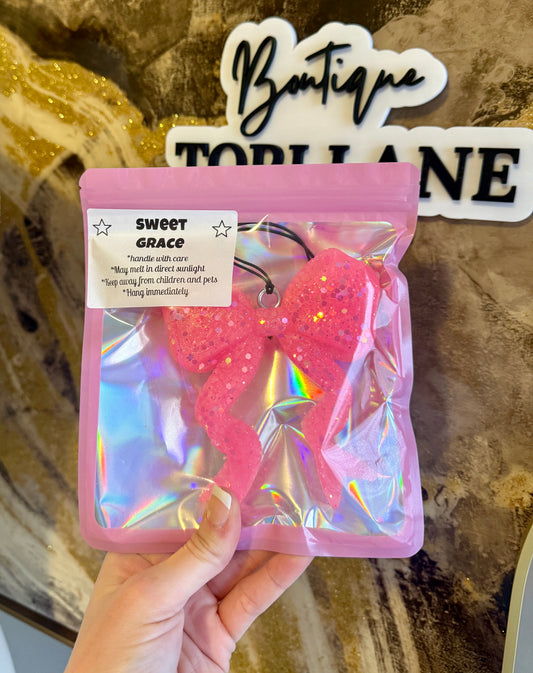 Boutique
TORI LANE
SWEET
GRACE
*handle with care
*May melt in direct sunlight
*Keep away from children and pets
*Hang immediately